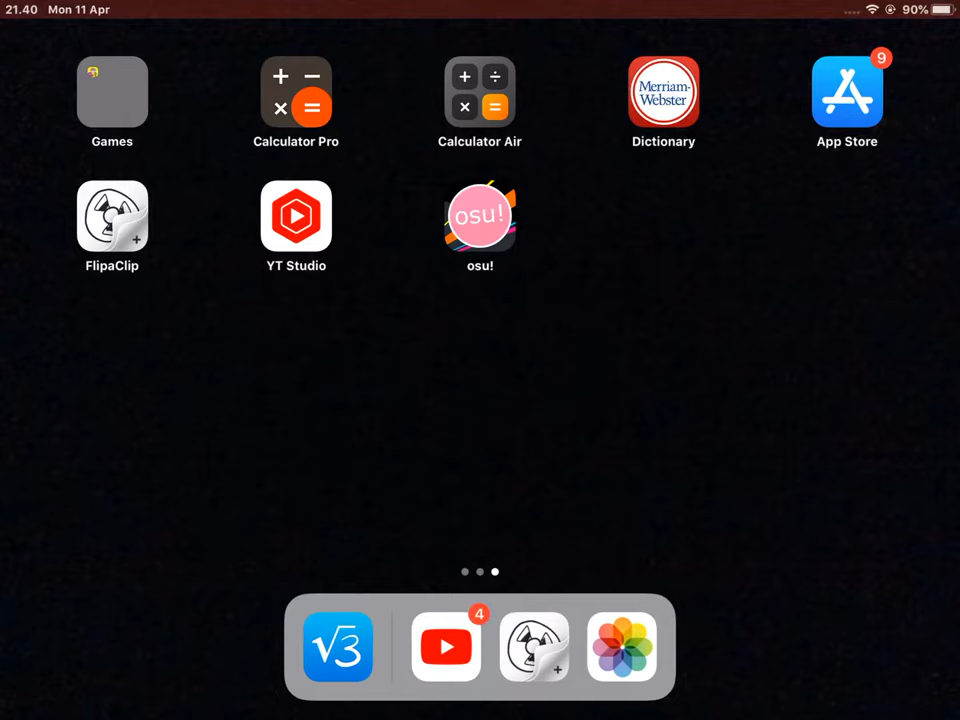 21.40 Mon 11 Apr 90%
9
Merriam-
Webster
Games Calculator Pro Calculator Air Dictionary App Store
osu!
FlipaClip YT Studio osu!
4
√3